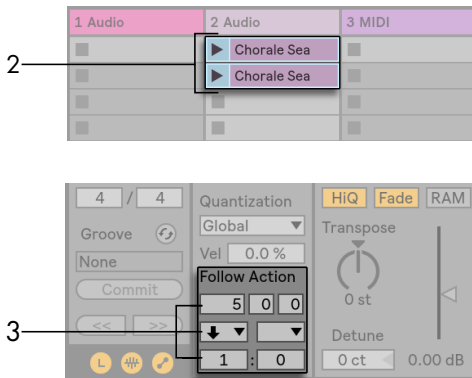 1 Audio 2 Audio 3 MIDI
2
Chorale Sea
Chorale Sea
4 / 4 Quantization HiQ Fade RAM
Groove Global Transpose
None Vel 0.0 %
Follow Action
Commit 5 0 0 0 st
3 << >> Detune
L 1 : 0 0 ct 0.00 dB